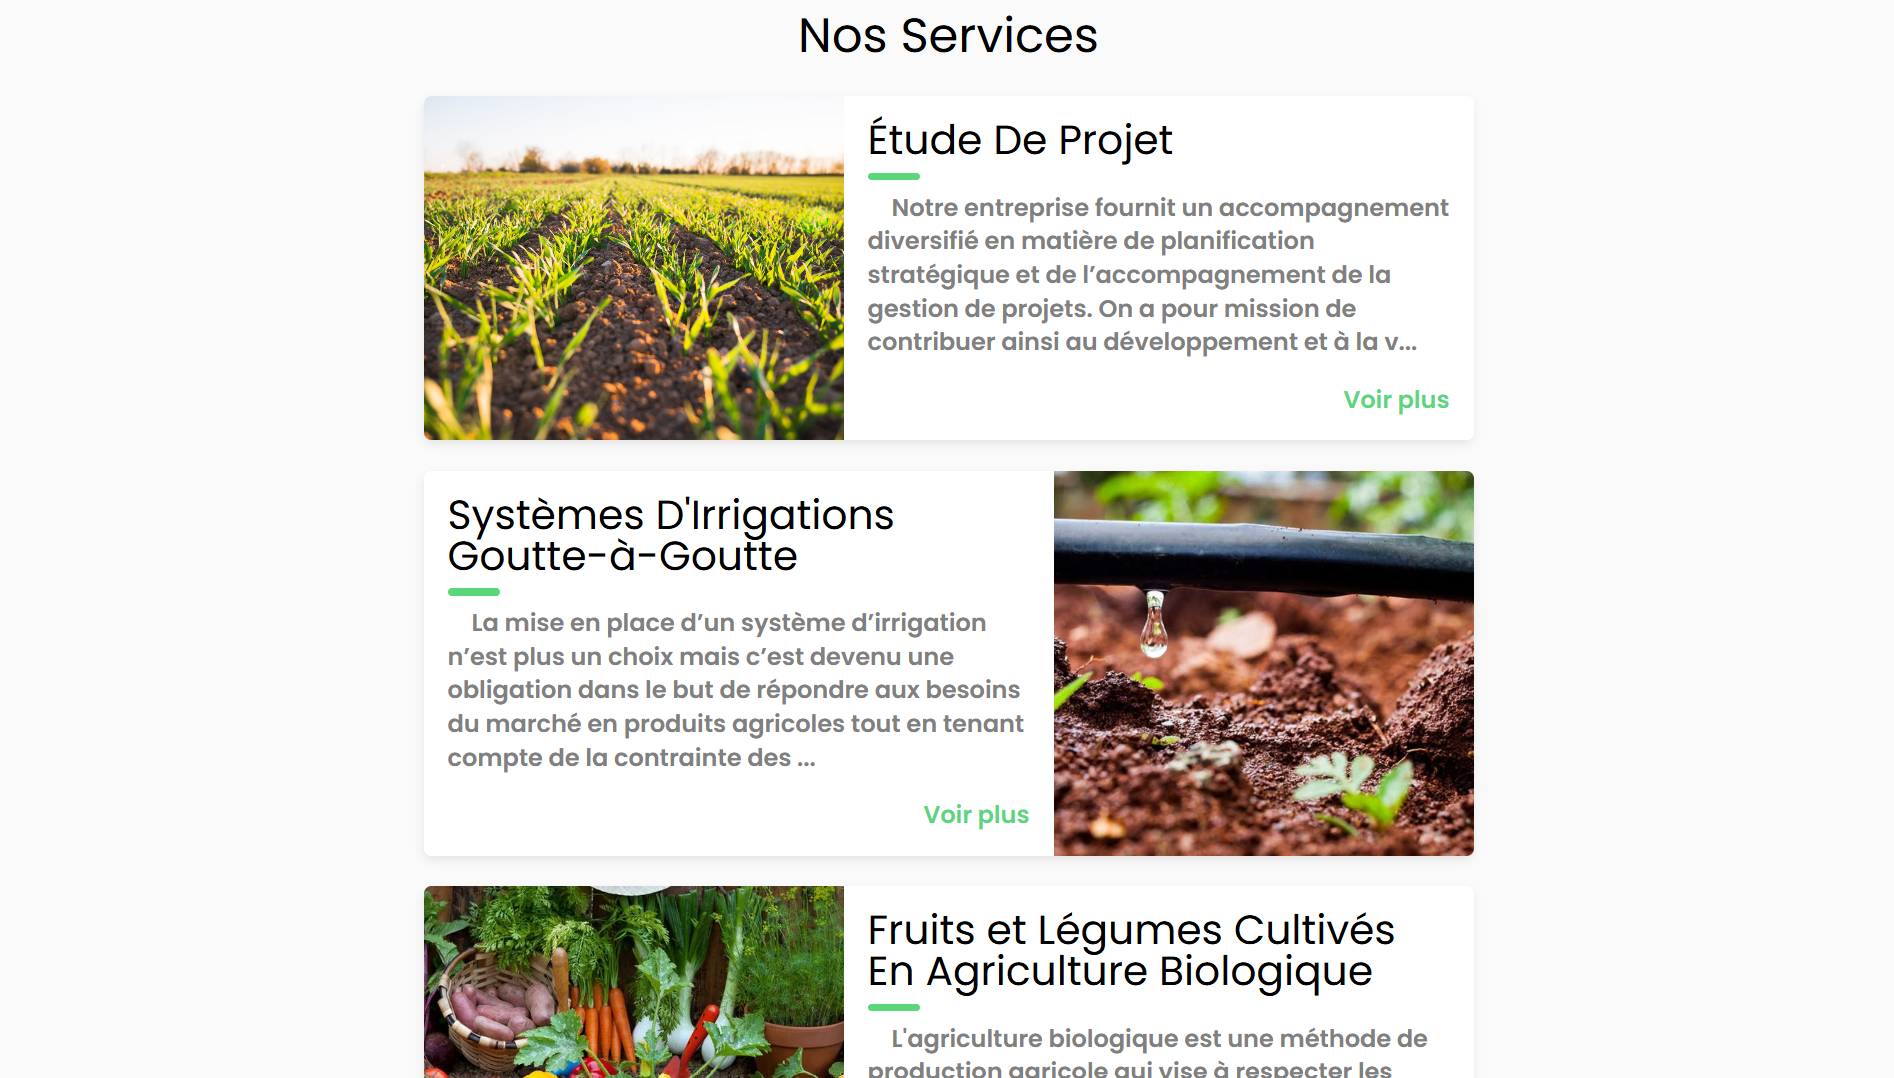 Nos Services
Étude De Projet
Notre entreprise fournit un accompagnement
diversifié en matière de planification
stratégique et de l’accompagnement de la
gestion de projets. On a pour mission de
contribuer ainsi au développement et à la v...
Voir plus
Systèmes D'Irrigations
Goutte-à-Goutte
La mise en place d’un système d’irrigation
n’est plus un choix mais c’est devenu une
obligation dans le but de répondre aux besoins
du marché en produits agricoles tout en tenant
compte de la contrainte des ...
Voir plus
Fruits et Légumes Cultivés
En Agriculture Biologique
L'agriculture biologique est une méthode de
production agricole qui vise à respecter les